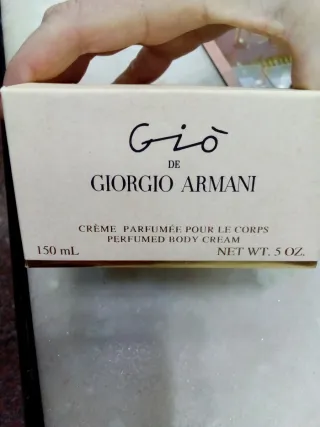 Giò
DE
GIORGIO ARMANI
CRÈME PARFUMÉE POUR LE CORPS
PERFUMED BODY CREAM
150 mL NET WT. 5 OZ.